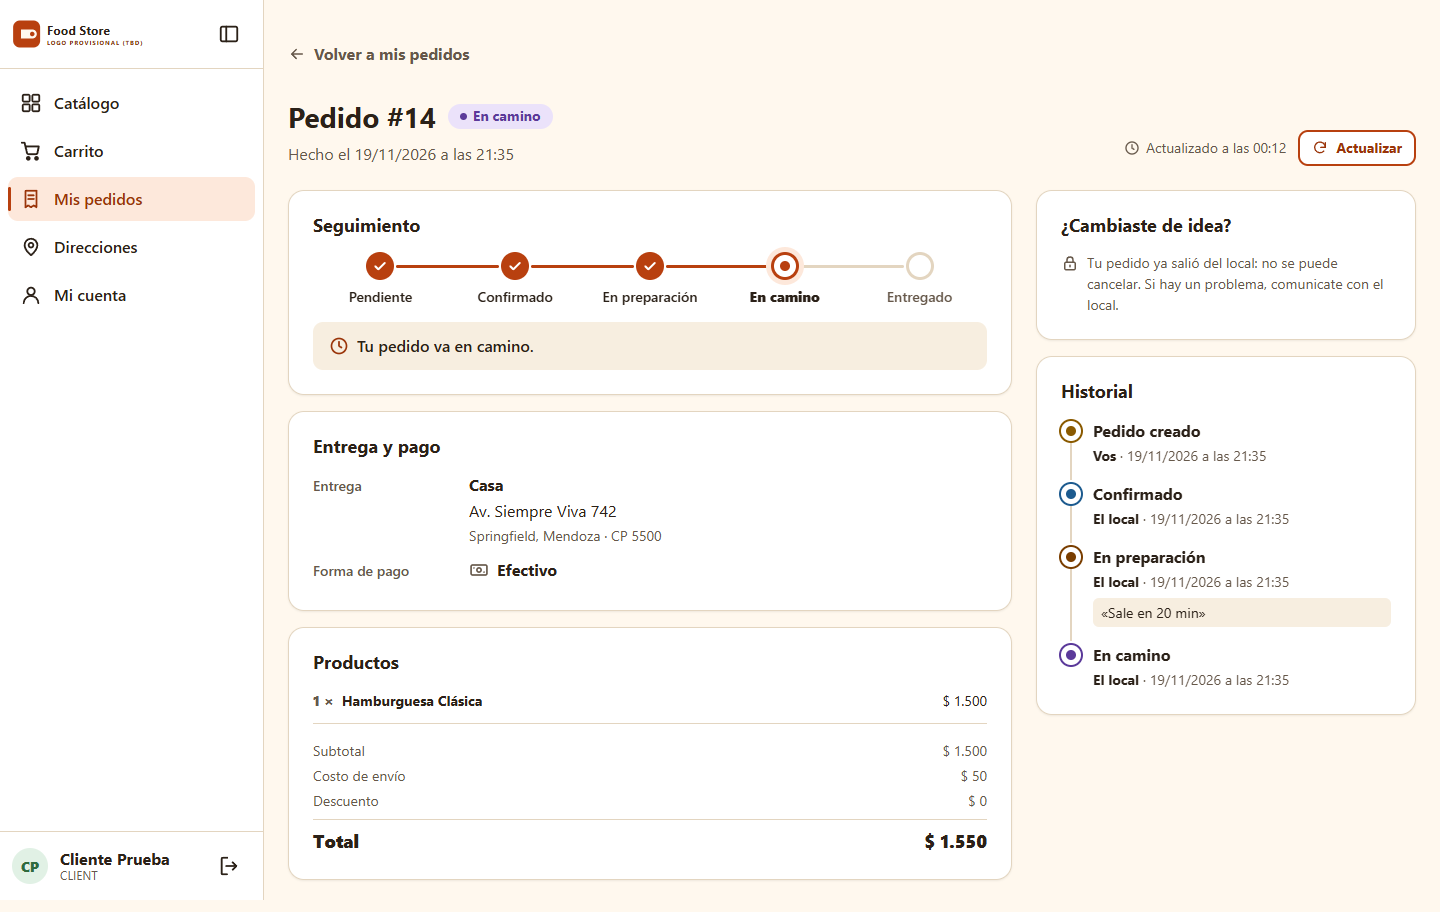 Food Store
LOGO PROVISIONAL (TBD)
Catálogo
Carrito
Mis pedidos
Direcciones
Mi cuenta
CP
Cliente Prueba
CLIENT
Volver a mis pedidos
Pedido #14
En camino
Hecho el 19/11/2026 a las 21:35
Actualizado a las 00:12
Actualizar
Seguimiento
Pendiente
Confirmado
En preparación
En camino
Entregado
Tu pedido va en camino.
Entrega y pago
Entrega
Casa
Av. Siempre Viva 742
Springfield, Mendoza · CP 5500
Forma de pago
Efectivo
Productos
1 × Hamburguesa Clásica $ 1.500
Subtotal $ 1.500
Costo de envío $ 50
Descuento $ 0
Total $ 1.550
¿Cambiaste de idea?
Tu pedido ya salió del local: no se puede
cancelar. Si hay un problema, comunicate con el
local.
Historial
Pedido creado
Vos · 19/11/2026 a las 21:35
Confirmado
El local · 19/11/2026 a las 21:35
En preparación
El local · 19/11/2026 a las 21:35
«Sale en 20 min»
En camino
El local · 19/11/2026 a las 21:35